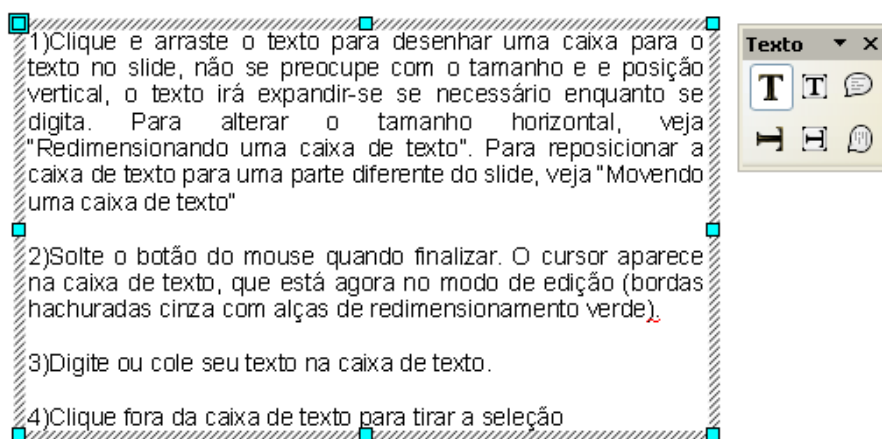 1)Clique e arraste o texto para desenhar uma caixa para o
texto no slide, não se preocupe com o tamanho e e posição
vertical, o texto irá expandir-se se necessário enquanto se
digita. Para alterar o tamanho horizontal, veja
"Redimensionando uma caixa de texto". Para reposicionar a
caixa de texto para uma parte diferente do slide, veja "Movendo
uma caixa de texto"
2)Solte o botão do mouse quando finalizar. O cursor aparece
na caixa de texto, que está agora no modo de edição (bordas
hachuradas cinza com alças de redimensionamento verde).
3)Digite ou cole seu texto na caixa de texto.
4)Clique fora da caixa de texto para tirar a seleção
Texto
T T